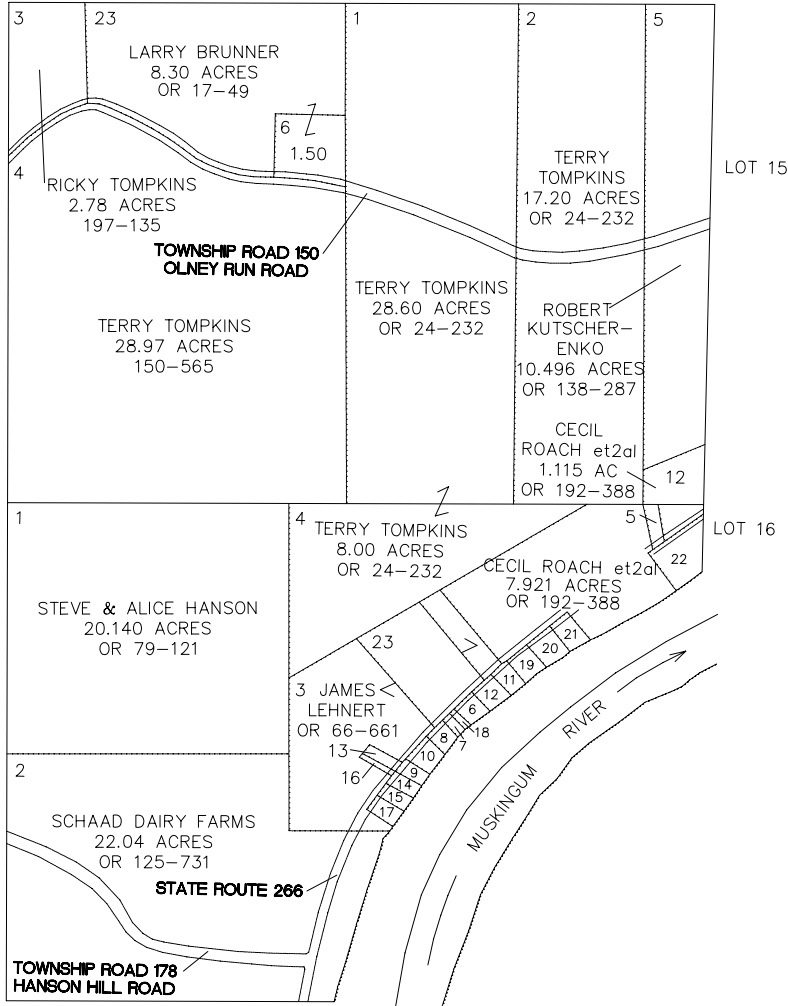 3
23
LARRY BRUNNER
8.30 ACRES
OR 17-49
1
2
5
6
1.50
4
RICKY TOMPKINS
2.78 ACRES
197-135
TOWNSHIP ROAD 150
OLNEY RUN ROAD
TERRY
TOMPKINS
17.20 ACRES
OR 24-232
LOT 15
TERRY TOMPKINS
28.97 ACRES
150-565
TERRY TOMPKINS
28.60 ACRES
OR 24-232
ROBERT
KUTSCHER-
ENKO
10.496 ACRES
OR 138-287
CECIL
ROACH et2al
1.115 AC
OR 192-388
12
1
4
TERRY TOMPKINS
8.00 ACRES
OR 24-232
5
LOT 16
22
CECIL ROACH et2al
7.921 ACRES
OR 192-388
STEVE & ALICE HANSON
20.140 ACRES
OR 79-121
23
21
20
19
11
12
6
18
7
8
10
9
14
15
17
3 JAMES
LEHNERT
OR 66-661
13
16
MUSKINGUM RIVER
2
SCHAAD DAIRY FARMS
22.04 ACRES
OR 125-731
STATE ROUTE 266
TOWNSHIP ROAD 178
HANSON HILL ROAD